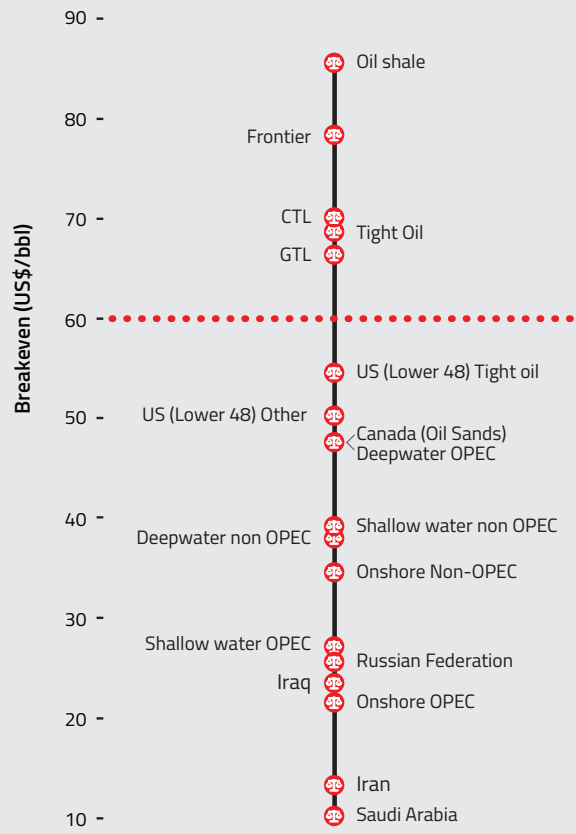 90
Oil shale
80
Frontier
CTL
70
Tight Oil
GTL
Breakeven (US$/bbl)
60
US (Lower 48) Tight oil
US (Lower 48) Other
50
Canada (Oil Sands)
Deepwater OPEC
40
Shallow water non OPEC
Deepwater non OPEC
Onshore Non-OPEC
30
Shallow water OPEC
Russian Federation
Iraq
Onshore OPEC
20
Iran
10
Saudi Arabia